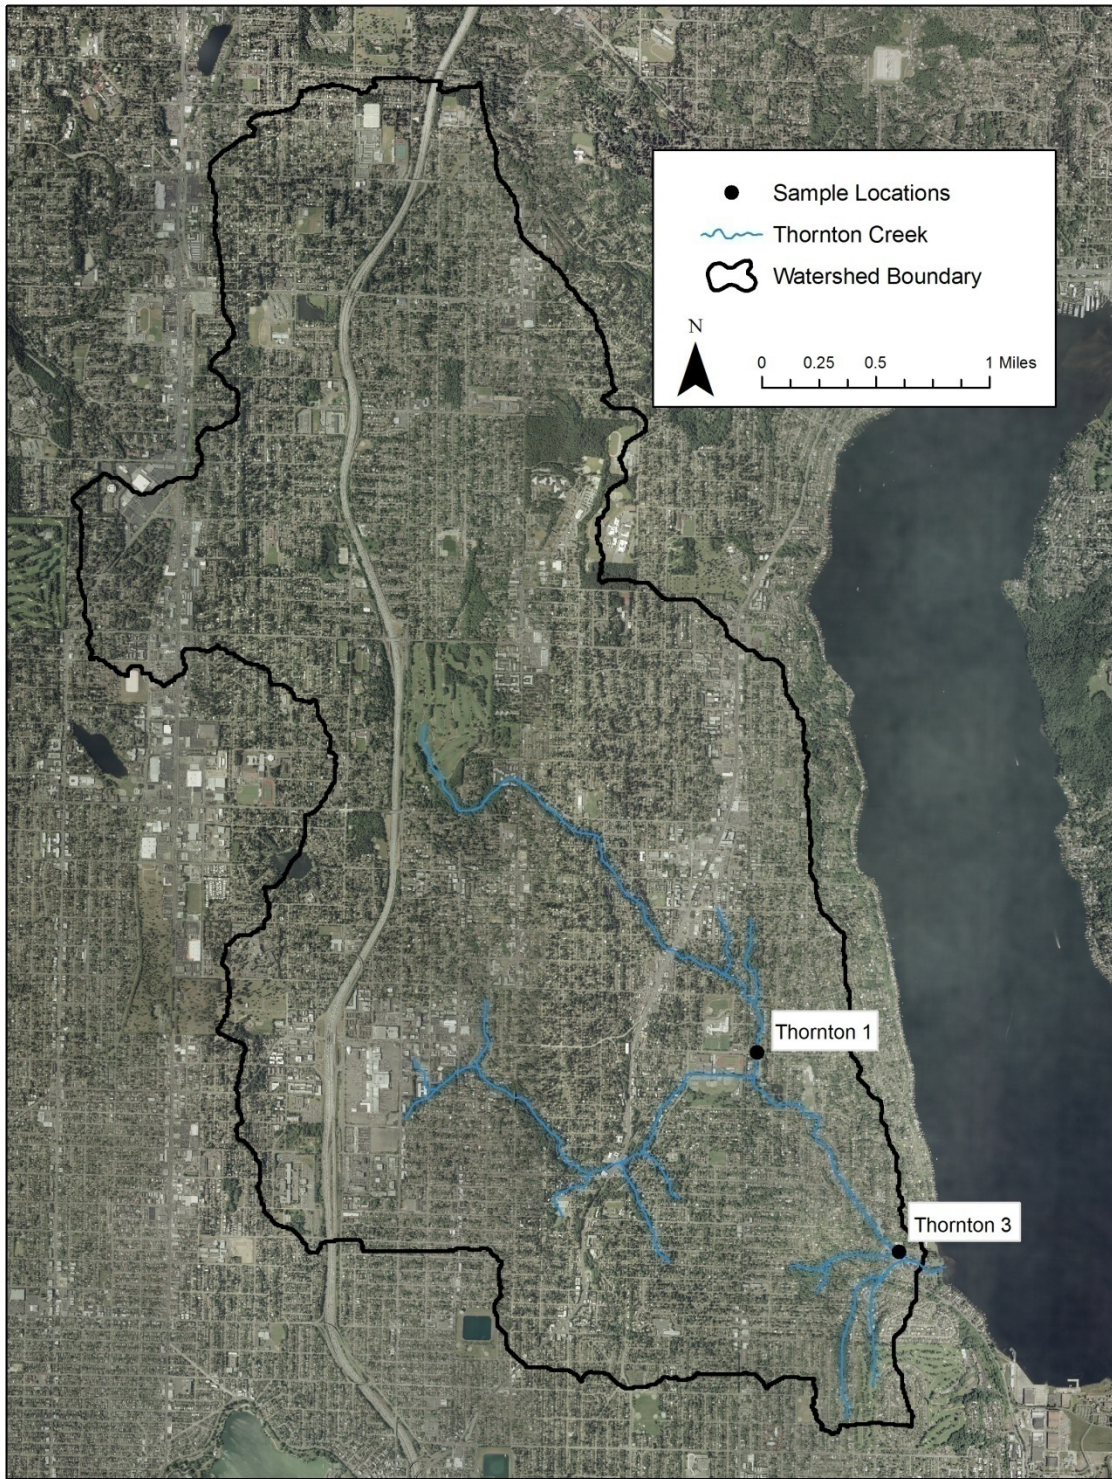 Sample Locations
Thornton Creek
Watershed Boundary
N
0 0.25 0.5 1 Miles
Thornton 1
Thornton 3